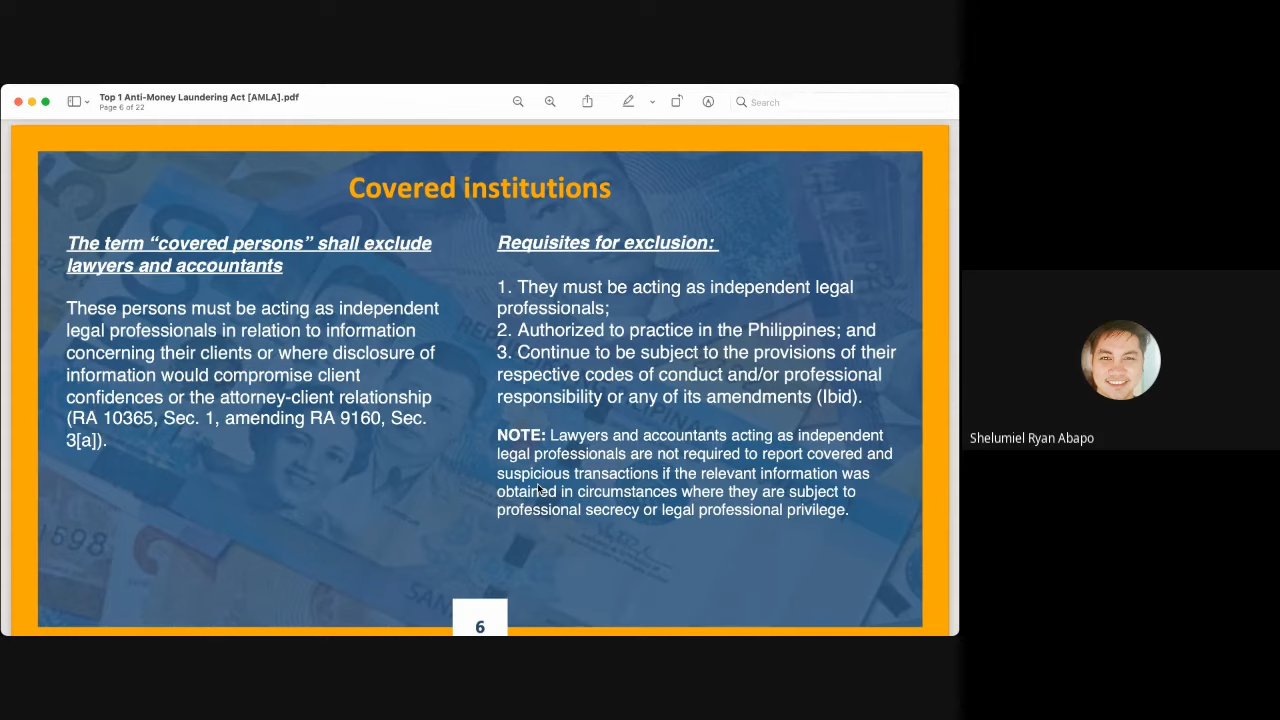 Top 1 Anti-Money Laundering Act [AMLA].pdf
Page 6 of 22
Search
Covered institutions
The term “covered persons” shall exclude
lawyers and accountants
These persons must be acting as independent
legal professionals in relation to information
concerning their clients or where disclosure of
information would compromise client
confidences or the attorney-client relationship
(RA 10365, Sec. 1, amending RA 9160, Sec.
3[a]).
Requisites for exclusion:
1. They must be acting as independent legal
professionals;
2. Authorized to practice in the Philippines; and
3. Continue to be subject to the provisions of their
respective codes of conduct and/or professional
responsibility or any of its amendments (Ibid).
NOTE: Lawyers and accountants acting as independent
legal professionals are not required to report covered and
suspicious transactions if the relevant information was
obtained in circumstances where they are subject to
professional secrecy or legal professional privilege.
6
Shelumiel Ryan Abapo